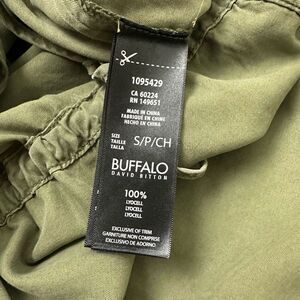 1095429
CA 60224
RN 149651
MADE IN CHINA
FABRIQUÉ EN CHINE
HECHO EN CHINA
SIZE
TAILLE S/P/CH
TALLA
BUFFALO
DAVID BITTON
100%
LYOCELL
LYOCELL
LYOCELL
EXCLUSIVE OF TRIM
GARNITURE NON COMPRISE
EXCLUSIVO DE ADORNO